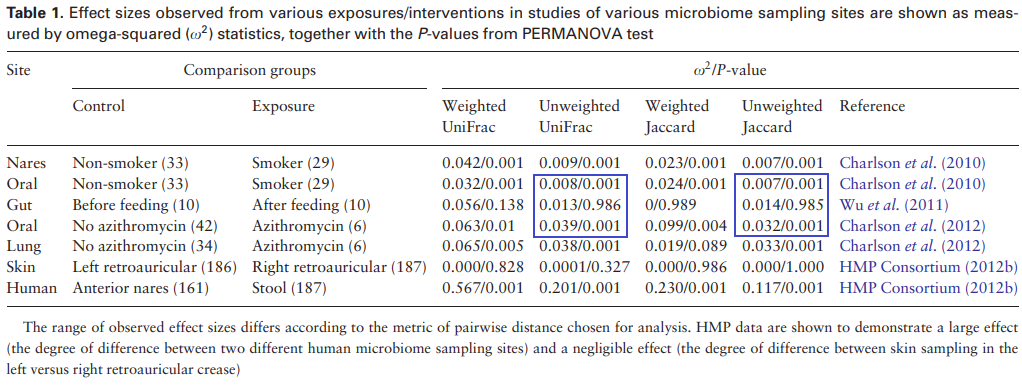 Table 1. Effect sizes observed from various exposures/interventions in studies of various microbiome sampling sites are shown as meas-
ured by omega-squared (ω²) statistics, together with the P-values from PERMANOVA test
Site Comparison groups ω²/P-value
Control Exposure Weighted UniFrac Unweighted UniFrac Weighted Jaccard Unweighted Jaccard Reference
Nares Non-smoker (33) Smoker (29) 0.042/0.001 0.009/0.001 0.023/0.001 0.007/0.001 Charlson et al. (2010)
Oral Non-smoker (33) Smoker (29) 0.032/0.001 0.008/0.001 0.024/0.001 0.007/0.001 Charlson et al. (2010)
Gut Before feeding (10) After feeding (10) 0.056/0.138 0.013/0.986 0/0.989 0.014/0.985 Wu et al. (2011)
Oral No azithromycin (42) Azithromycin (6) 0.063/0.01 0.039/0.001 0.099/0.004 0.032/0.001 Charlson et al. (2012)
Lung No azithromycin (34) Azithromycin (6) 0.065/0.005 0.038/0.001 0.019/0.089 0.033/0.001 Charlson et al. (2012)
Skin Left retroauricular (186) Right retroauricular (187) 0.000/0.828 0.0001/0.327 0.000/0.986 0.000/1.000 HMP Consortium (2012b)
Human Anterior nares (161) Stool (187) 0.567/0.001 0.201/0.001 0.230/0.001 0.117/0.001 HMP Consortium (2012b)
The range of observed effect sizes differs according to the metric of pairwise distance chosen for analysis. HMP data are shown to demonstrate a large effect
(the degree of difference between two different human microbiome sampling sites) and a negligible effect (the degree of difference between skin sampling in the
left versus right retroauricular crease)